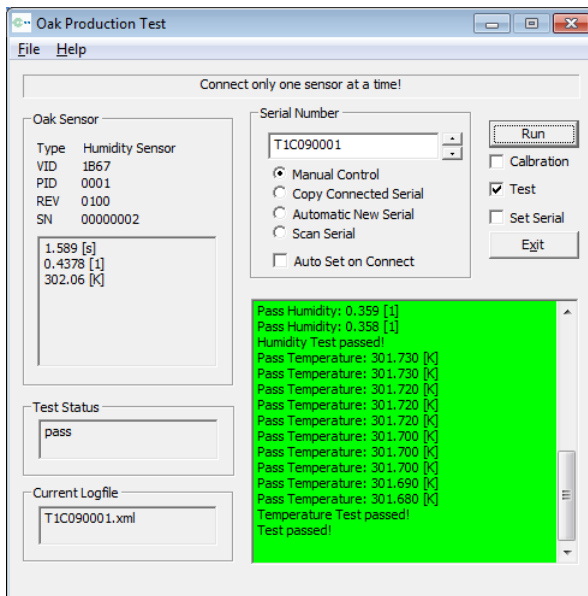 Oak Production Test
File Help
Connect only one sensor at a time!
Oak Sensor
Type Humidity Sensor
VID 1B67
PID 0001
REV 0100
SN 00000002
1.589 [s]
0.4378 [1]
302.06 [K]
Test Status
pass
Current Logfile
T1C090001.xml
Serial Number
T1C090001
Manual Control
Copy Connected Serial
Automatic New Serial
Scan Serial
Auto Set on Connect
Run
Calbration
Test
Set Serial
Exit
Pass Humidity: 0.359 [1]
Pass Humidity: 0.358 [1]
Humidity Test passed!
Pass Temperature: 301.730 [K]
Pass Temperature: 301.730 [K]
Pass Temperature: 301.720 [K]
Pass Temperature: 301.720 [K]
Pass Temperature: 301.720 [K]
Pass Temperature: 301.700 [K]
Pass Temperature: 301.700 [K]
Pass Temperature: 301.700 [K]
Pass Temperature: 301.690 [K]
Pass Temperature: 301.680 [K]
Temperature Test passed!
Test passed!